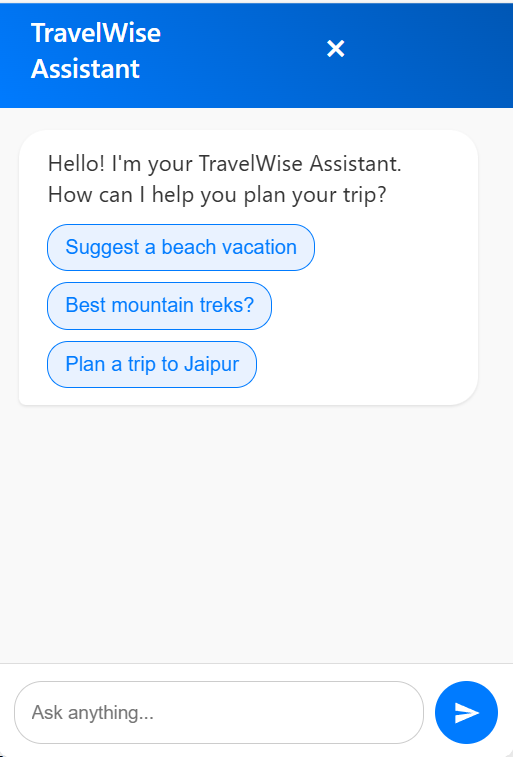 TravelWise
Assistant
✕
Hello! I'm your TravelWise Assistant.
How can I help you plan your trip?
Suggest a beach vacation
Best mountain treks?
Plan a trip to Jaipur
Ask anything...